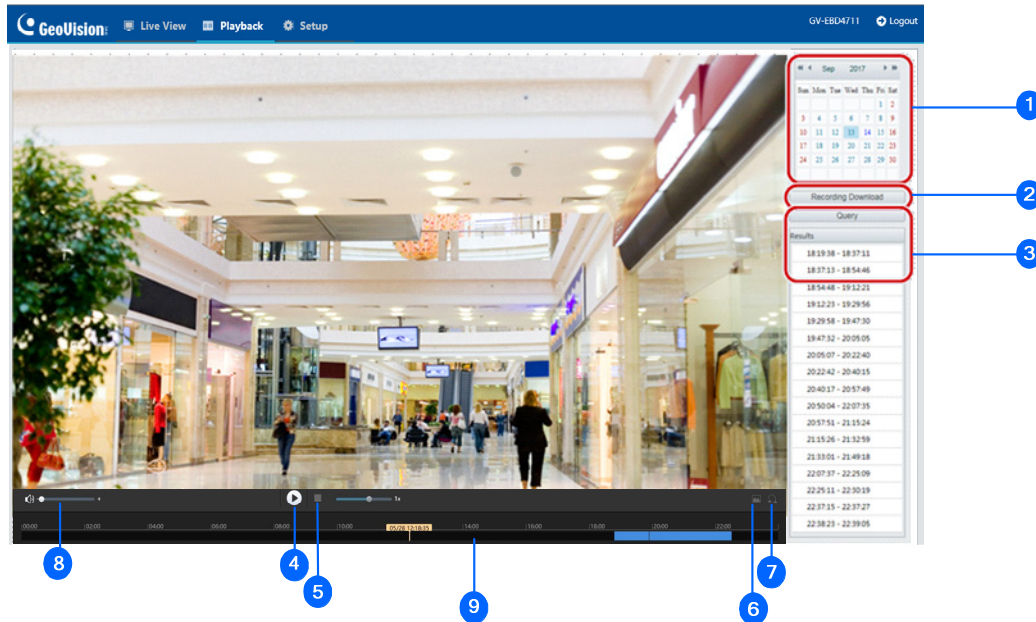 GeoVision Live View Playback Setup GV-EBD4711 Logout
Sep 2017
Sun Mon Tue Wed Thu Fri Sat
1 2
3 4 5 6 7 8 9
10 11 12 13 14 15 16
17 18 19 20 21 22 23
24 25 26 27 28 29 30
1
Recording Download
2
Query
Results
3
18:19:38 - 18:37:11
18:37:13 - 18:54:46
18:54:48 - 19:12:21
19:12:23 - 19:29:56
19:29:58 - 19:47:30
19:47:32 - 20:05:05
20:05:07 - 20:22:40
20:22:42 - 20:40:15
20:40:17 - 20:57:49
20:50:04 - 22:07:35
20:57:51 - 21:15:24
21:15:26 - 21:32:59
21:33:01 - 21:49:18
22:07:37 - 22:25:09
22:25:11 - 22:30:19
22:37:15 - 22:37:27
22:38:23 - 22:39:05
1x
00:00 02:00 04:00 06:00 08:00 10:00 05/28 12:18:35 14:00 16:00 18:00 20:00 22:00
8 4 5 9 6 7